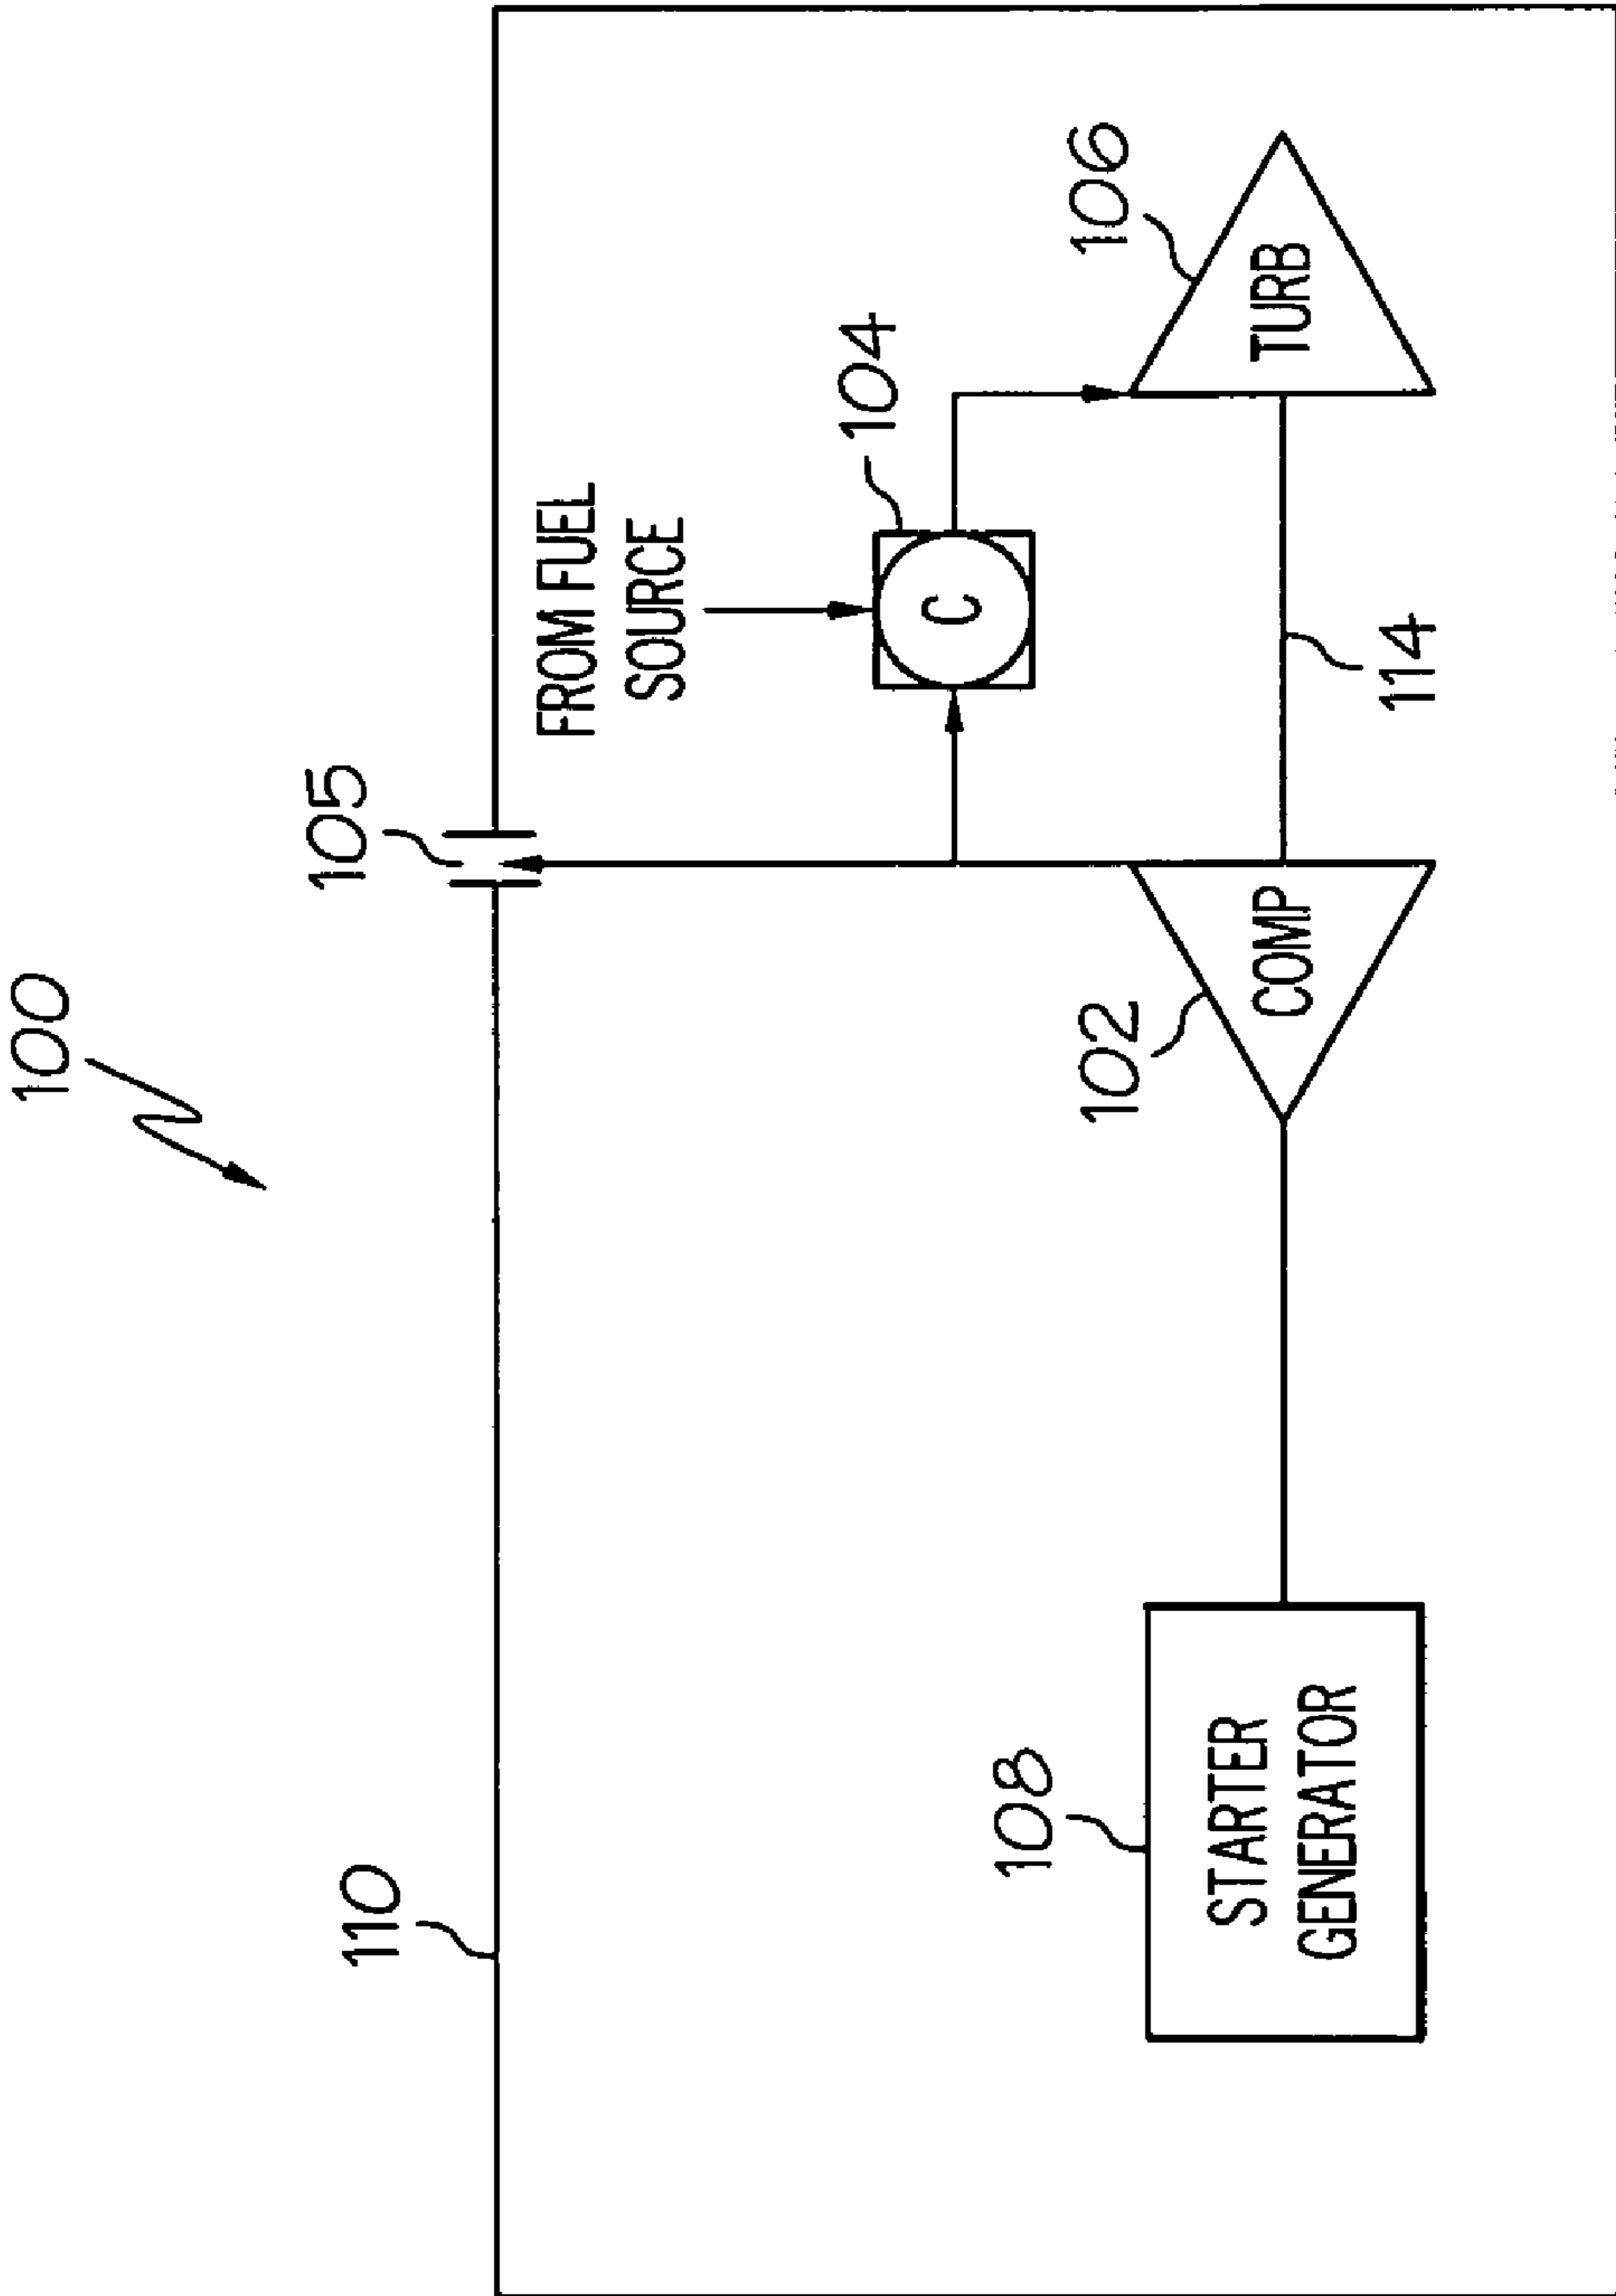 100
105
110
FROM FUEL
SOURCE
104
C
106
TURB
102
COMP
114
108
STARTER
GENERATOR